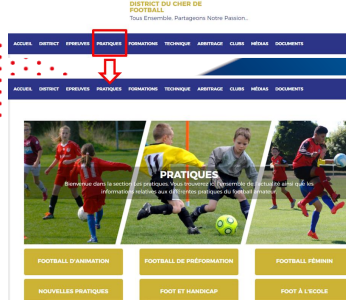 DISTRICT DU CHER DE
FOOTBALL
Tous Ensemble, Partageons Notre Passion...
ACCUEIL DISTRICT EPREUVES PRATIQUES FORMATIONS TECHNIQUE ARBITRAGE CLUBS MÉDIAS DOCUMENTS
ACCUEIL DISTRICT EPREUVES PRATIQUES FORMATIONS TECHNIQUE ARBITRAGE CLUBS MÉDIAS DOCUMENTS
PRATIQUES
Bienvenue dans la section Les pratiques. Vous trouverez ici l'ensemble de l'actualité ainsi que les
informations relatives aux différentes pratiques du football amateur.
FOOTBALL D'ANIMATION FOOTBALL DE PRÉFORMATION FOOTBALL FÉMININ
NOUVELLES PRATIQUES FOOT ET HANDICAP FOOT À L'ECOLE